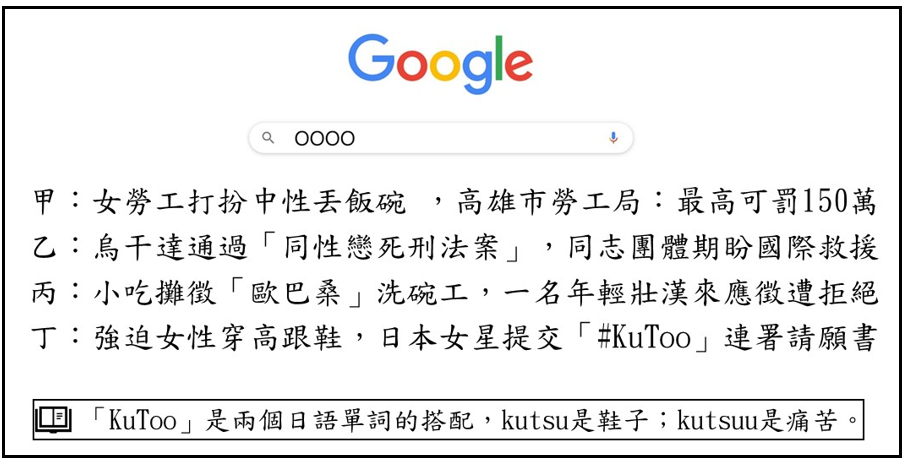 Google
OOOO
甲：女勞工打扮中性丟飯碗 ，高雄市勞工局：最高可罰150萬
乙：烏干達通過「同性戀死刑法案」，同志團體期盼國際救援
丙：小吃攤徵「歐巴桑」洗碗工，一名年輕壯漢來應徵遭拒絕
丁：強迫女性穿高跟鞋，日本女星提交「#KuToo」連署請願書
「KuToo」是兩個日語單詞的搭配，kutsu是鞋子；kutsuu是痛苦。